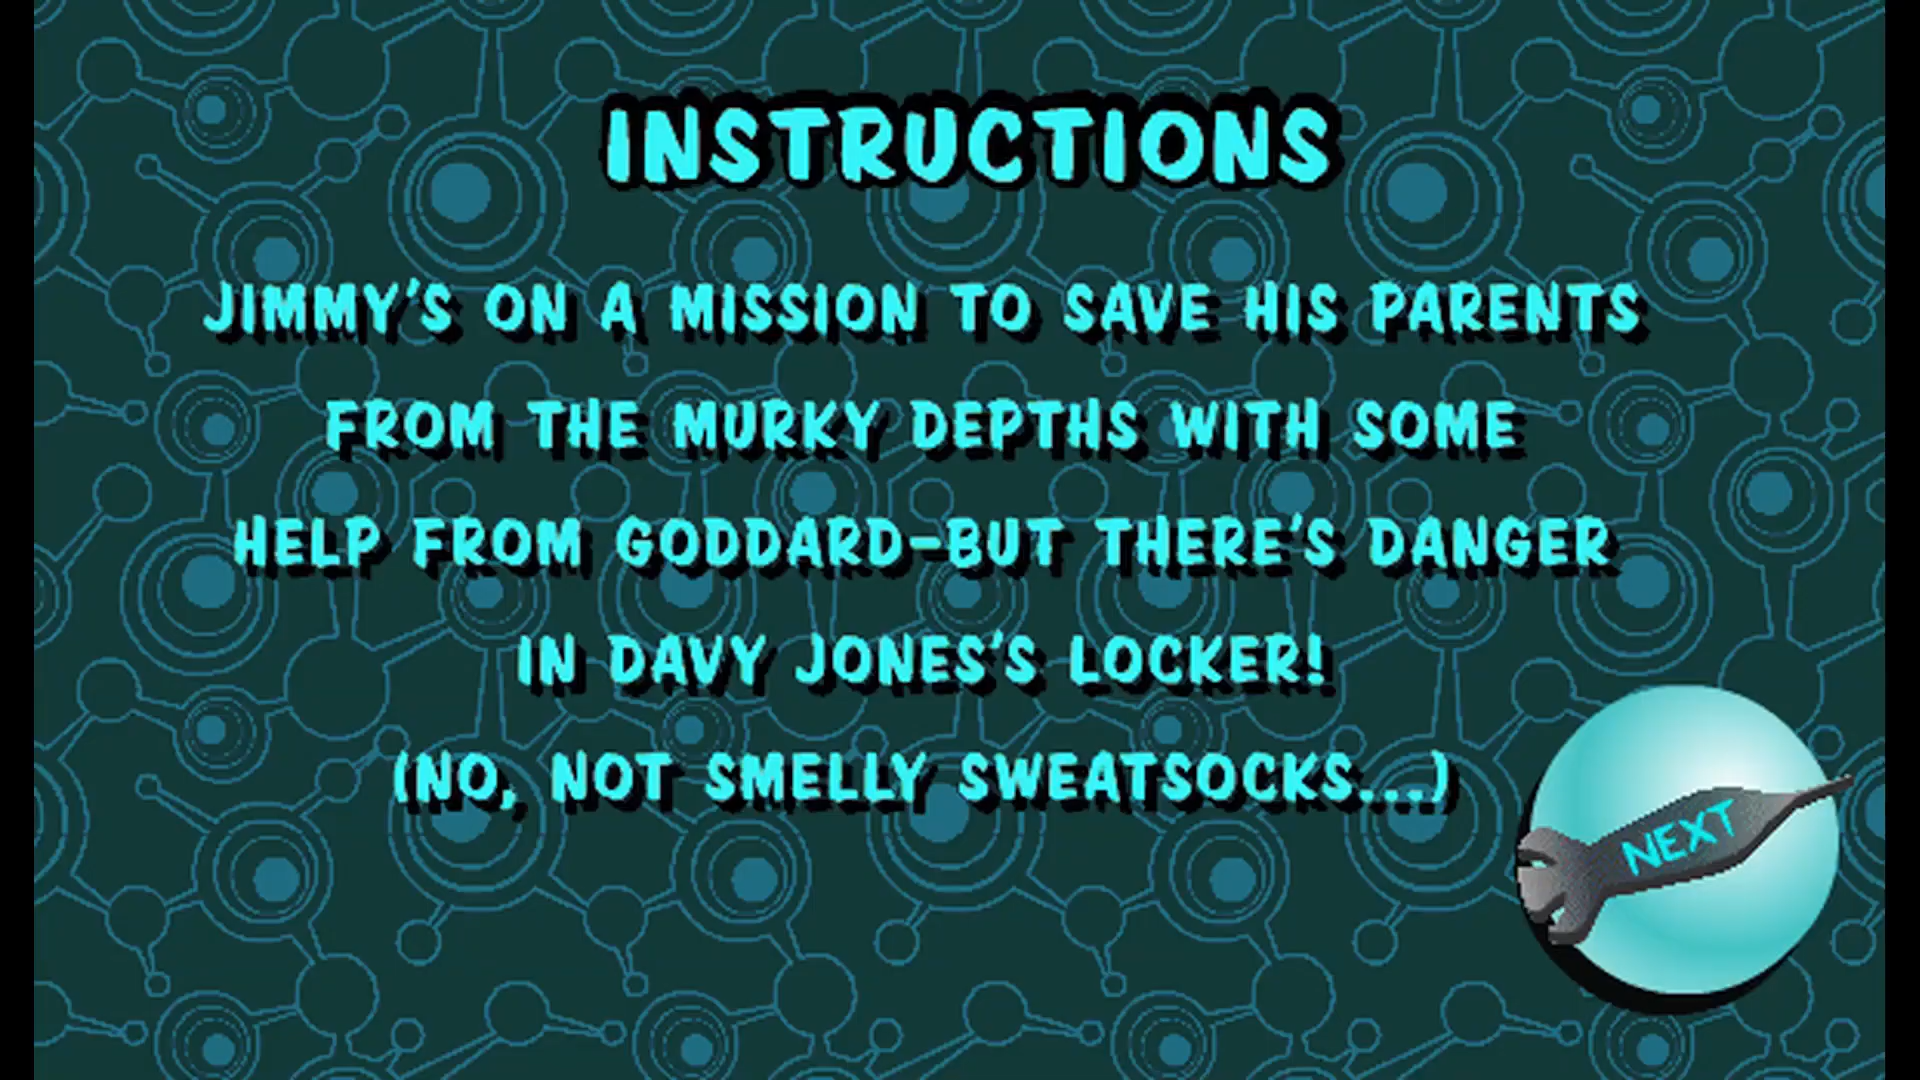 INSTRUCTIONS
JIMMY'S ON A MISSION TO SAVE HIS PARENTS
FROM THE MURKY DEPTHS WITH SOME
HELP FROM GODDARD-BUT THERE'S DANGER
IN DAVY JONES'S LOCKER!
(NO, NOT SMELLY SWEATSOCKS...)
NEXT